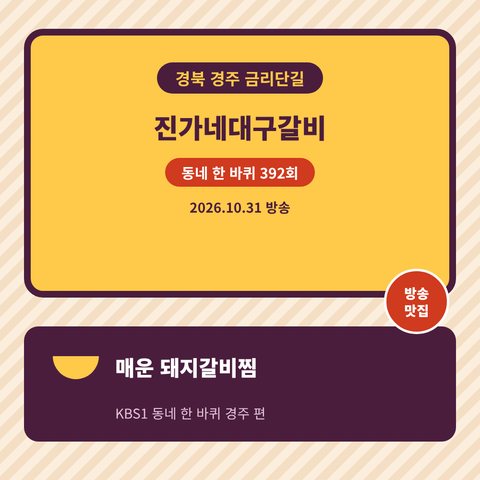 경북 경주 금리단길
진가네대구갈비
동네 한 바퀴 392회
2026.10.31 방송
방송
맛집
매운 돼지갈비찜
KBS1 동네 한 바퀴 경주 편